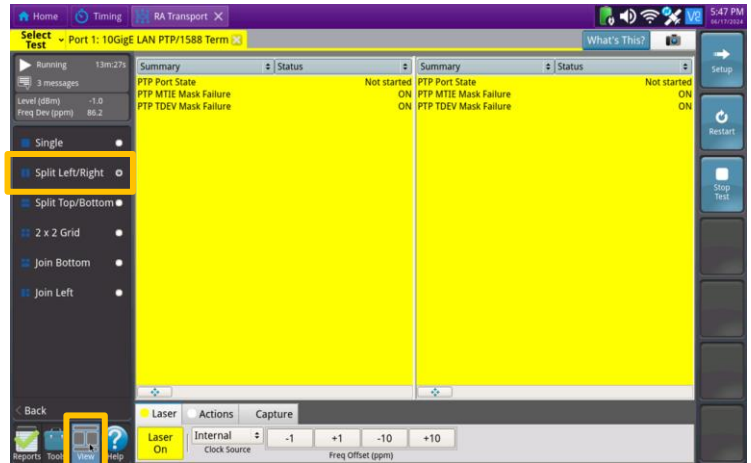 Home Timing RA Transport X V2 5:47 PM
06/17/2024
Select Test Port 1: 10GigE LAN PTP/1588 Term What's This?
Running 13m:27s
3 messages
Level (dBm) -1.0
Freq Dev (ppm) 86.2
Single
Split Left/Right
Split Top/Bottom
2 x 2 Grid
Join Bottom
Join Left
< Back
Reports Tools View Help
Summary Status
PTP Port State Not started
PTP MTIE Mask Failure ON
PTP TDEV Mask Failure ON
Summary Status
PTP Port State Not started
PTP MTIE Mask Failure ON
PTP TDEV Mask Failure ON
Laser Actions Capture
Laser On Internal -1 +1 -10 +10
Clock Source Freq Offset (ppm)
Setup
Restart
Stop Test